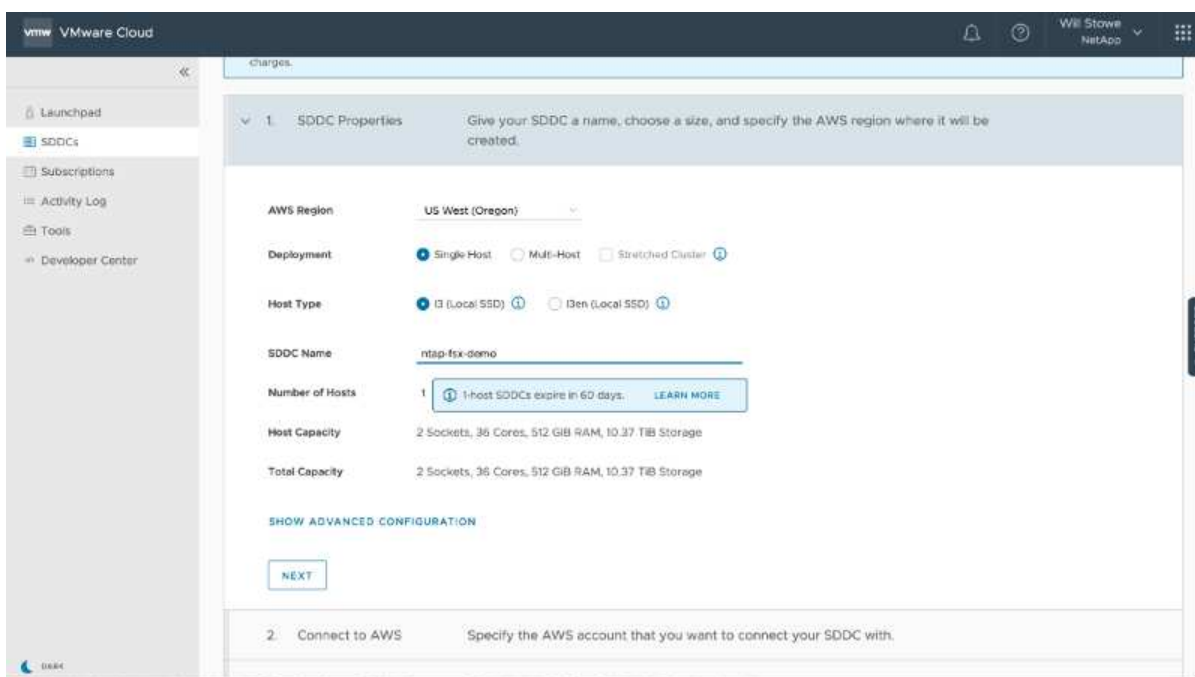 vmw VMware Cloud
Will Stowe
NetApp
charges.
Launchpad
SDDCs
Subscriptions
Activity Log
Tools
Developer Center
DARK
1. SDDC Properties
Give your SDDC a name, choose a size, and specify the AWS region where it will be
created.
AWS Region US West (Oregon)
Deployment Single Host Multi-Host Stretched Cluster
Host Type i3 (Local SSD) i3en (Local SSD)
SDDC Name ntap-fsx-demo
Number of Hosts 1 1-host SDDCs expire in 60 days. LEARN MORE
Host Capacity 2 Sockets, 36 Cores, 512 GiB RAM, 10.37 TiB Storage
Total Capacity 2 Sockets, 36 Cores, 512 GiB RAM, 10.37 TiB Storage
SHOW ADVANCED CONFIGURATION
NEXT
2. Connect to AWS Specify the AWS account that you want to connect your SDDC with.